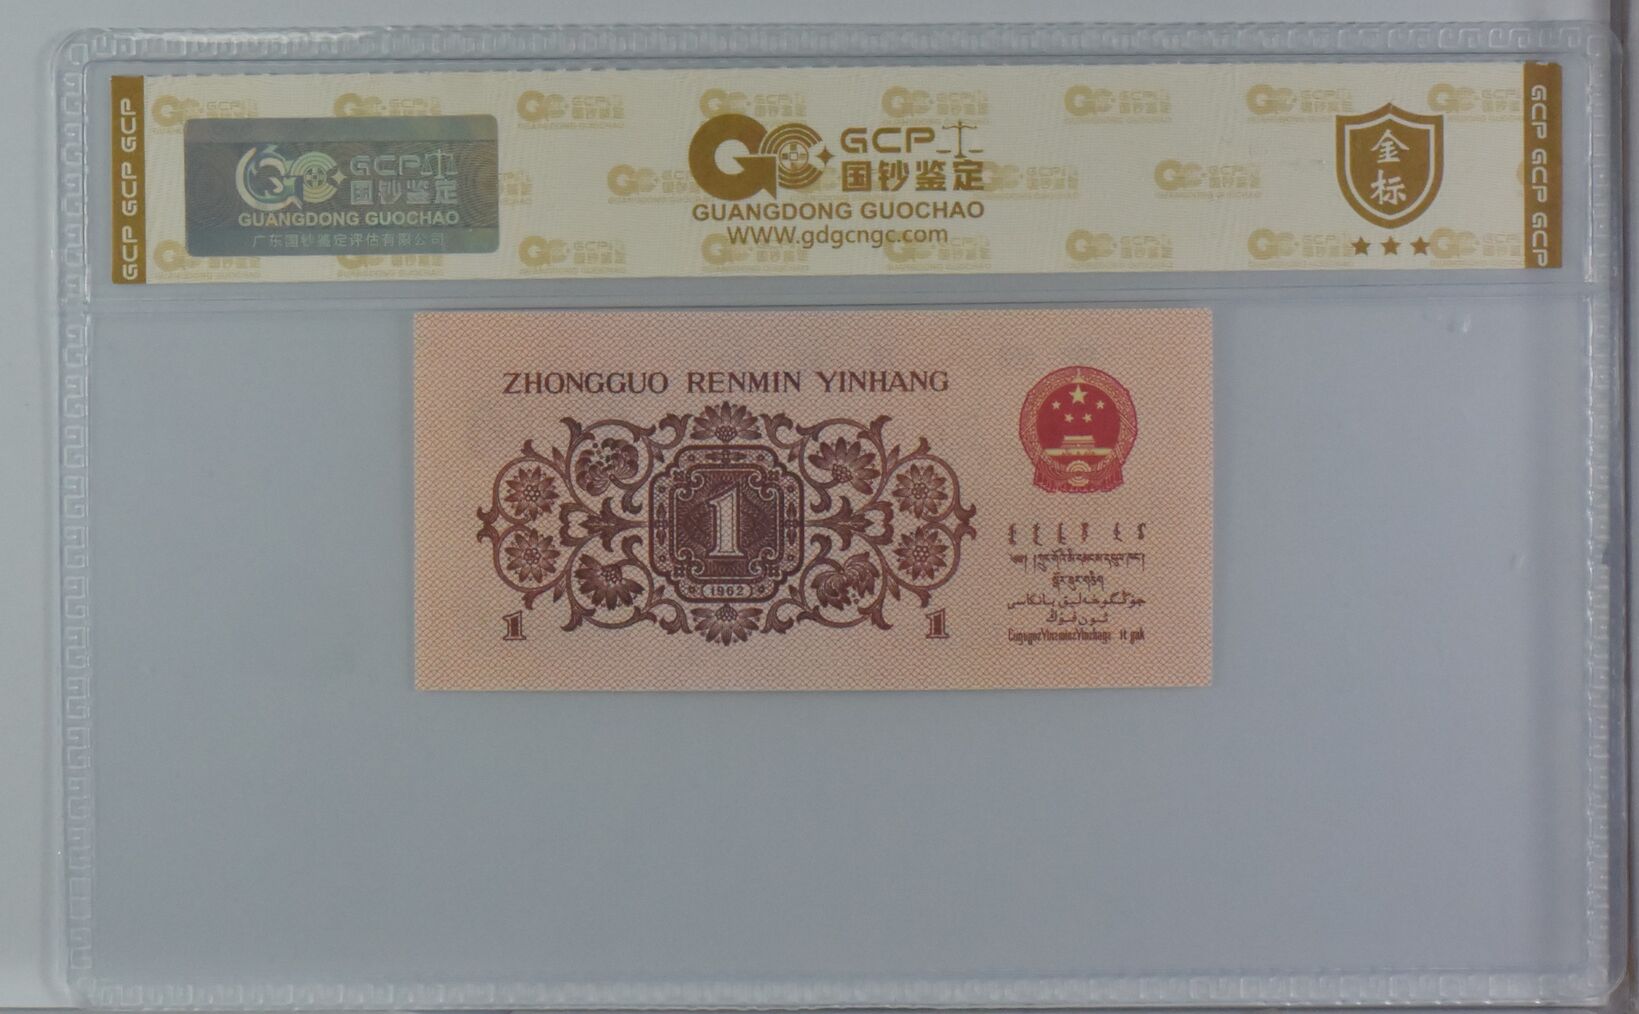 GCP GCP GCP
GCP
国钞鉴定
GUANGDONG GUOCHAO
广东国钞鉴定评估有限公司
GCP
国钞鉴定
GUANGDONG GUOCHAO
WWW.gdgcngc.com
金
标
GCP GCP GCP
ZHONGGUO RENMIN YINHANG
1
(1962)
1
1